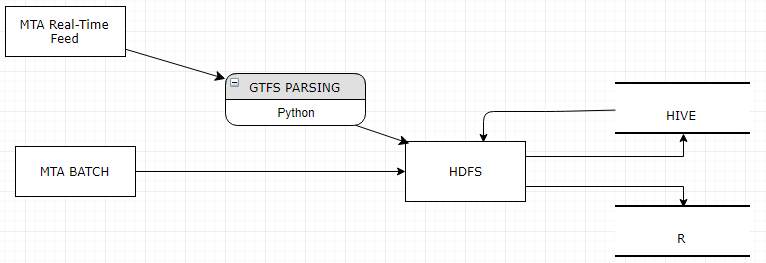 MTA Real-Time
Feed
GTFS PARSING
Python
HIVE
MTA BATCH
HDFS
R